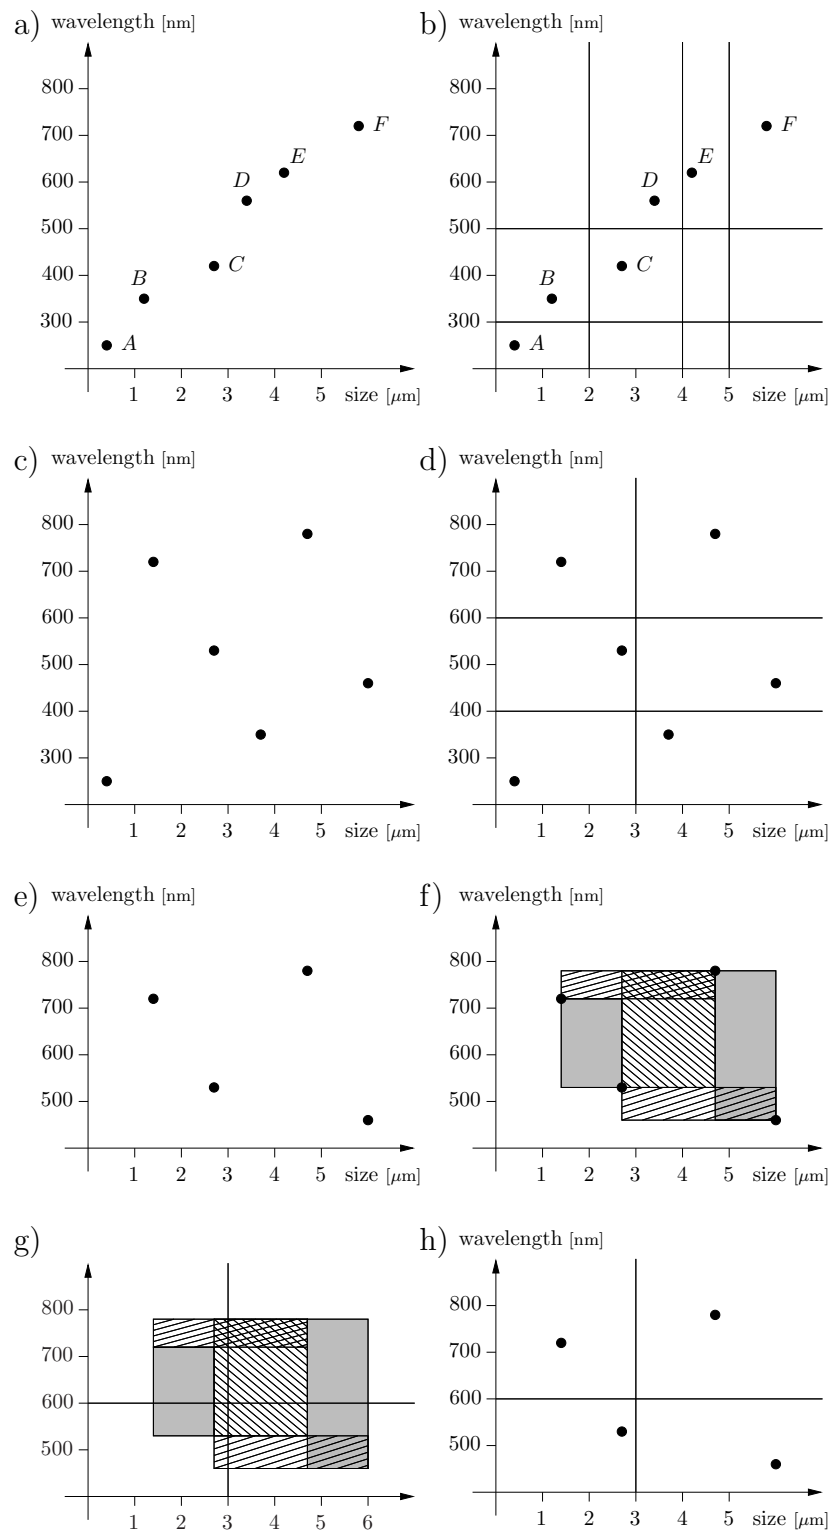 a) wavelength [nm]
800
700
600
500
400
300
A
B
C
D
E
F
1 2 3 4 5 size [μm]
b) wavelength [nm]
800
700
600
500
400
300
A
B
C
D
E
F
1 2 3 4 5 size [μm]
c) wavelength [nm]
800
700
600
500
400
300
1 2 3 4 5 size [μm]
d) wavelength [nm]
800
700
600
500
400
300
1 2 3 4 5 size [μm]
e) wavelength [nm]
800
700
600
500
1 2 3 4 5 size [μm]
f) wavelength [nm]
800
700
600
500
1 2 3 4 5 size [μm]
g)
800
700
600
500
1 2 3 4 5 6
h) wavelength [nm]
800
700
600
500
1 2 3 4 5 size [μm]